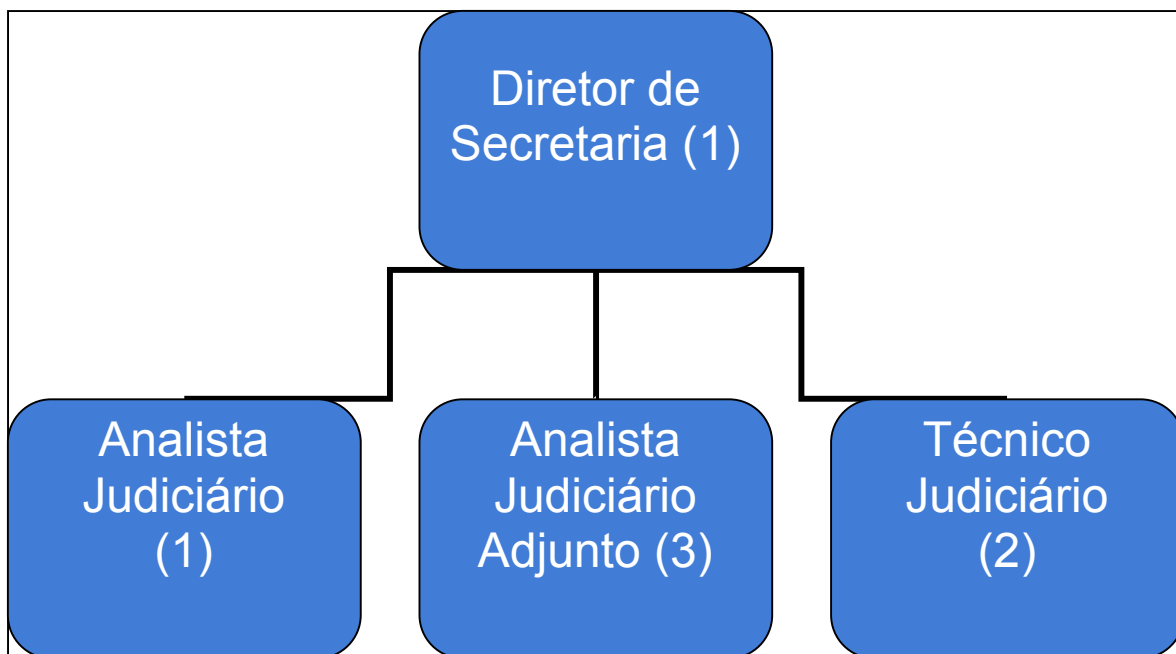 Diretor de
Secretaria (1)
Analista
Judiciário
(1)
Analista
Judiciário
Adjunto (3)
Técnico
Judiciário
(2)